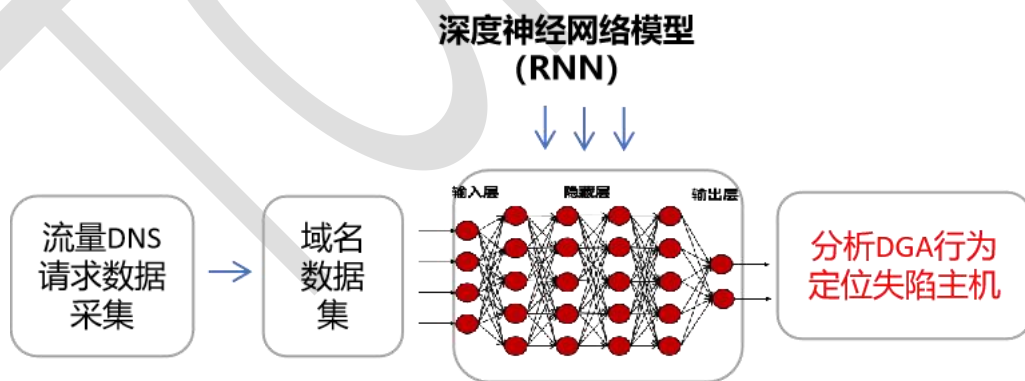 深度神经网络模型
(RNN)
流量DNS
请求数据
采集
域名
数据
集
输入层
隐藏层
输出层
分析DGA行为
定位失陷主机